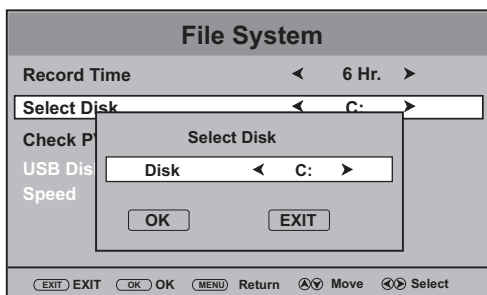 File System
Record Time 6 Hr.
Select Disk C:
Check P
Select Disk
USB Dis
Disk C:
Speed
OK EXIT
EXIT EXIT OK OK MENU Return Move Select